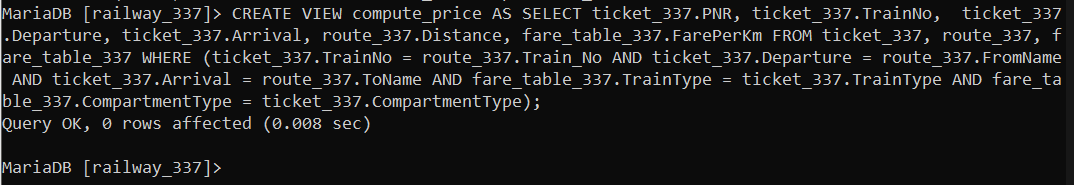 MariaDB [railway_337]> CREATE VIEW compute_price AS SELECT ticket_337.PNR, ticket_337.TrainNo,  ticket_337
.Departure, ticket_337.Arrival, route_337.Distance, fare_table_337.FarePerKm FROM ticket_337, route_337, f
are_table_337 WHERE (ticket_337.TrainNo = route_337.Train_No AND ticket_337.Departure = route_337.FromName
 AND ticket_337.Arrival = route_337.ToName AND fare_table_337.TrainType = ticket_337.TrainType AND fare_ta
ble_337.CompartmentType = ticket_337.CompartmentType);
Query OK, 0 rows affected (0.008 sec)
MariaDB [railway_337]>